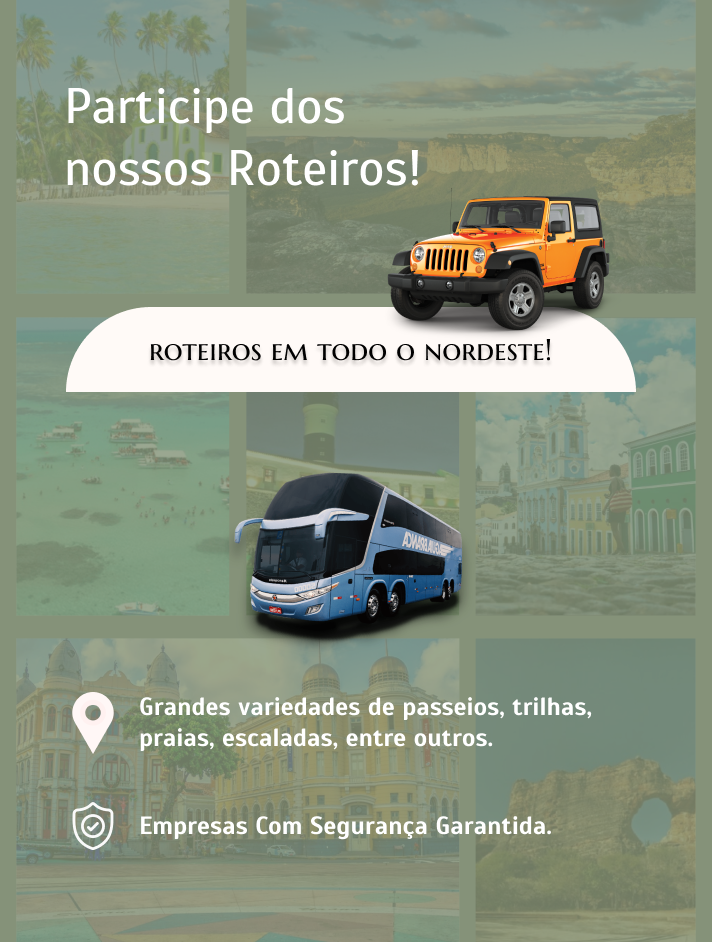 Participe dos
nossos Roteiros!
ROTEIROS EM TODO O NORDESTE!
Grandes variedades de passeios, trilhas,
praias, escaladas, entre outros.
Empresas Com Segurança Garantida.